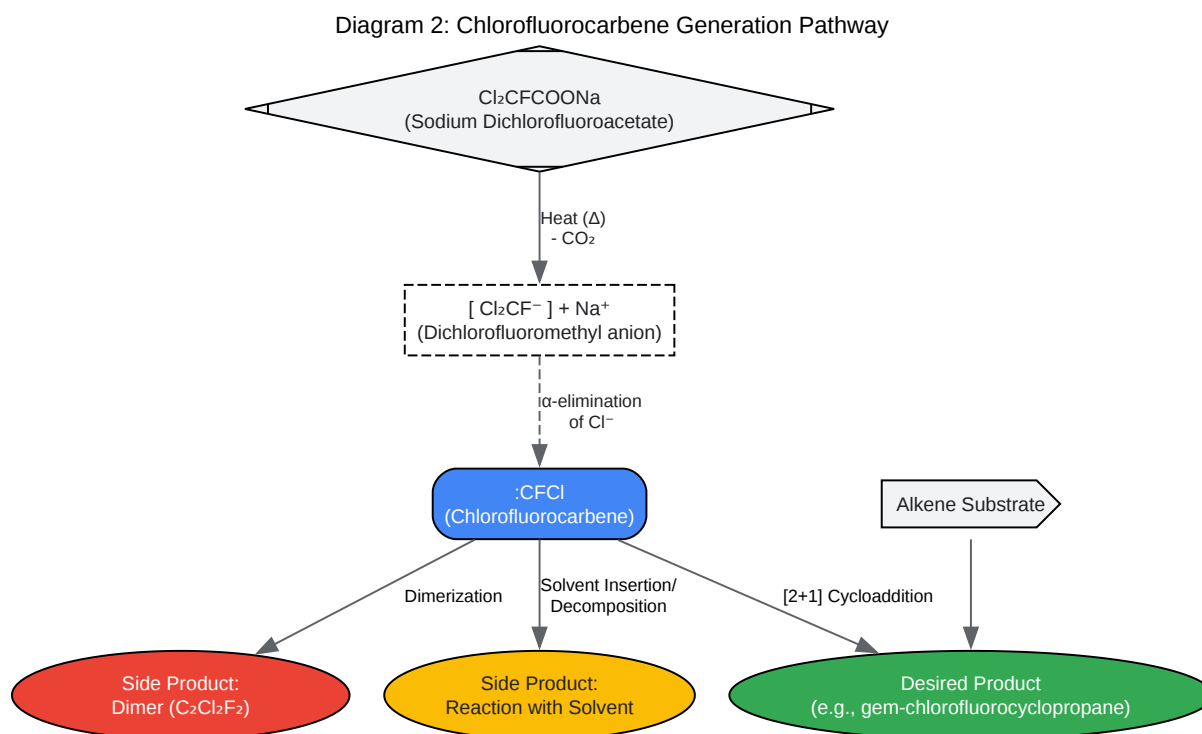 Diagram 2: Chlorofluorocarbene Generation Pathway
Cl₂CFCOONa
(Sodium Dichlorofluoroacetate)
Heat (Δ)
- CO₂
[ Cl₂CF⁻ ] + Na⁺
(Dichlorofluoromethyl anion)
α-elimination
of Cl⁻
:CFCl
(Chlorofluorocarbene)
Alkene Substrate
Dimerization
Solvent Insertion/
Decomposition
[2+1] Cycloaddition
Side Product:
Dimer (C₂Cl₂F₂)
Side Product:
Reaction with Solvent
Desired Product
(e.g., gem-chlorofluorocyclopropane)